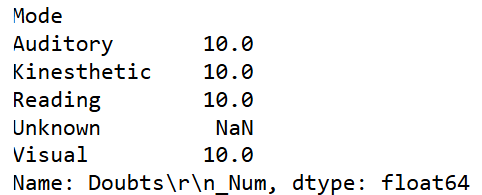 Mode
Auditory 10.0
Kinesthetic 10.0
Reading 10.0
Unknown NaN
Visual 10.0
Name: Doubts\r\n_Num, dtype: float64